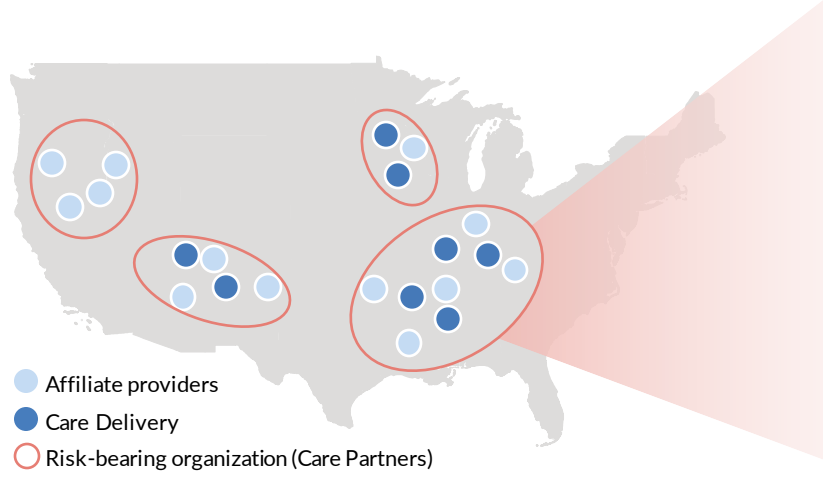 Affiliate providers
Care Delivery
Risk-bearing organization (Care Partners)